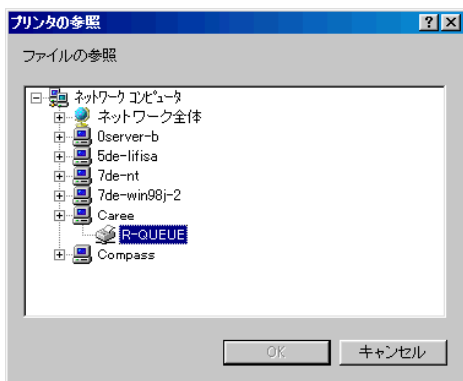 プリンタの参照
ファイルの参照
ネットワーク コンピュータ
ネットワーク全体
0server-b
5de-lifisa
7de-nt
7de-win98j-2
Caree
R-QUEUE
Compass
OK キャンセル